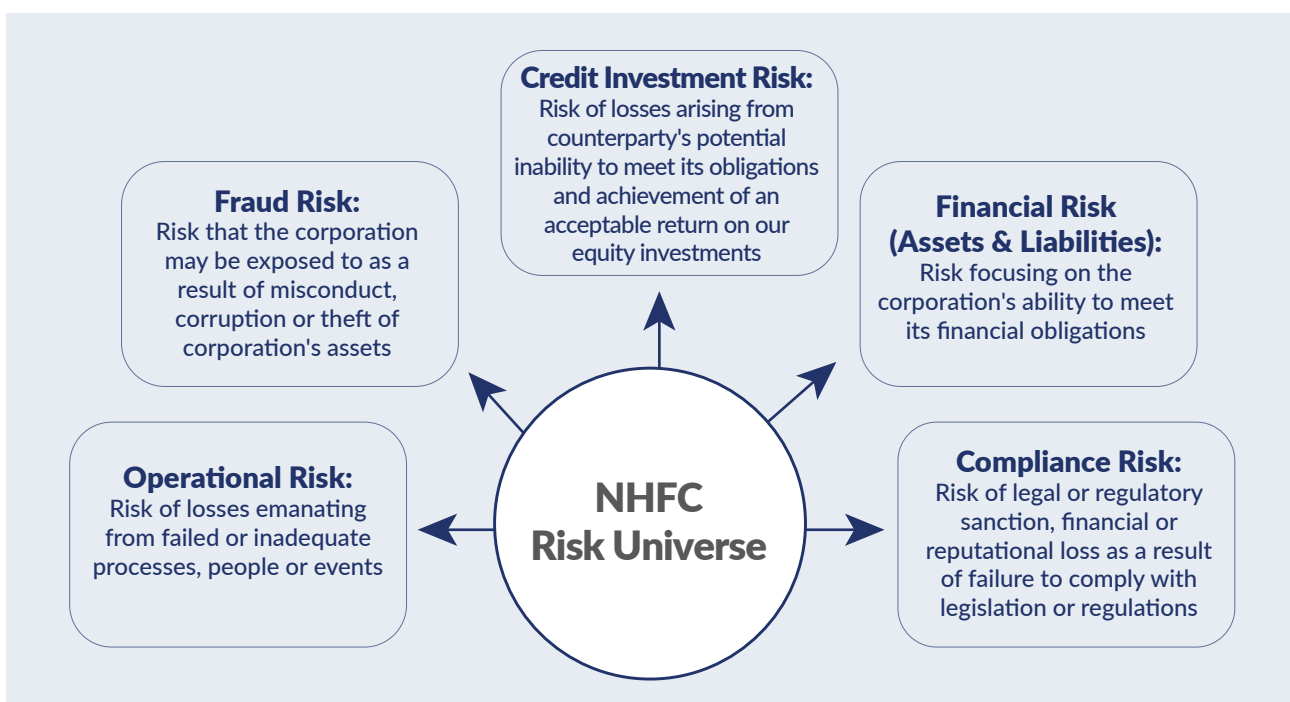 Credit Investment Risk:
Risk of losses arising from
counterparty's potential
inability to meet its obligations
and achievement of an
acceptable return on our
equity investments
Fraud Risk:
Risk that the corporation
may be exposed to as a
result of misconduct,
corruption or theft of
corporation's assets
Financial Risk
(Assets & Liabilities):
Risk focusing on the
corporation's ability to meet
its financial obligations
Operational Risk:
Risk of losses emanating
from failed or inadequate
processes, people or events
NHFC
Risk Universe
Compliance Risk:
Risk of legal or regulatory
sanction, financial or
reputational loss as a result
of failure to comply with
legislation or regulations